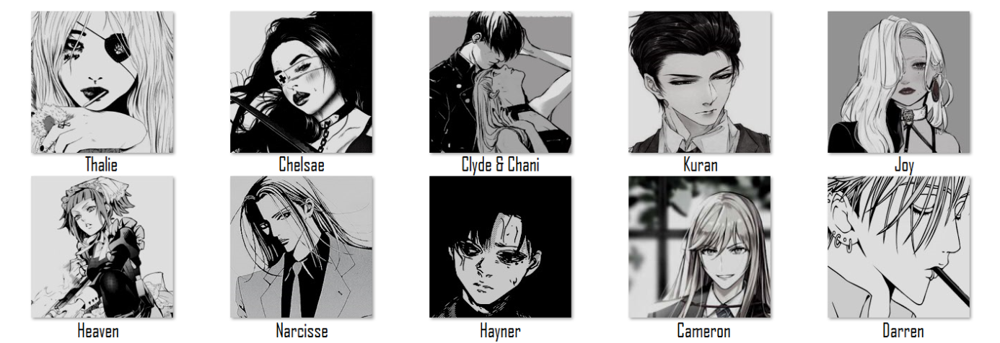 Thalie
Chelsae
Clyde & Chani
Kuran
Joy
Heaven
Narcisse
Hayner
Cameron
Darren